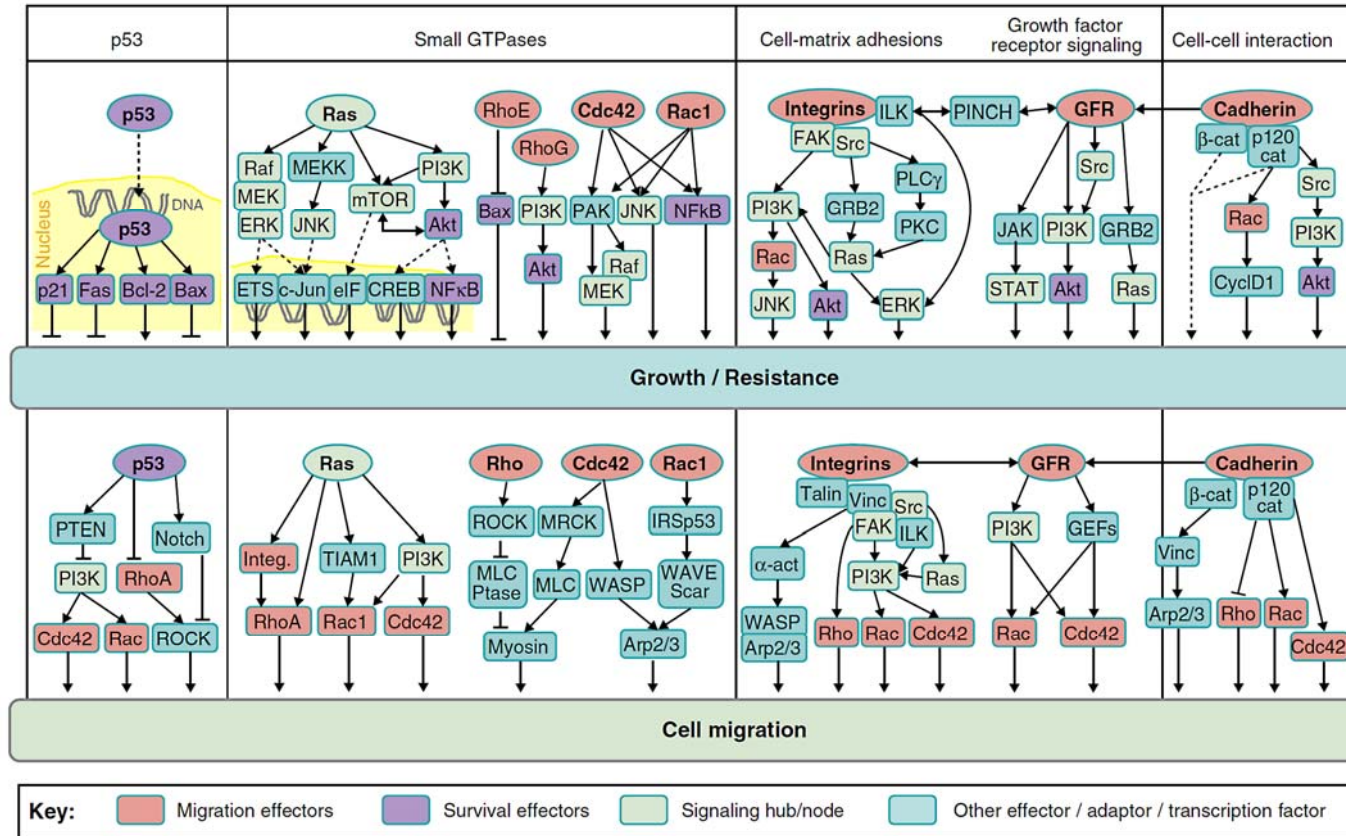 p53
Small GTPases
Cell-matrix adhesions
Growth factor
receptor signaling
Cell-cell interaction
p53
Nucleus
DNA
p53
p21
Fas
Bcl-2
Bax
Ras
Raf
MEK
ERK
MEKK
JNK
mTOR
PI3K
Akt
ETS
c-Jun
eIF
CREB
NFκB
RhoE
Bax
RhoG
PI3K
Akt
Cdc42
Rac1
PAK
JNK
NFkB
Raf
MEK
Integrins
ILK
PINCH
FAK
Src
PI3K
Rac
JNK
Akt
GRB2
Ras
PLCγ
PKC
ERK
GFR
Src
JAK
PI3K
GRB2
STAT
Akt
Ras
Cadherin
β-cat
p120
cat
Rac
CyclD1
Src
PI3K
Akt
Growth / Resistance
p53
PTEN
Notch
PI3K
RhoA
Cdc42
Rac
ROCK
Ras
Integ.
TIAM1
PI3K
RhoA
Rac1
Cdc42
Rho
Cdc42
Rac1
ROCK
MRCK
IRSp53
MLC
Ptase
MLC
WASP
WAVE
Scar
Myosin
Arp2/3
Integrins
Talin
Vinc
Src
FAK
ILK
α-act
PI3K
Ras
WASP
Arp2/3
Rho
Rac
Cdc42
GFR
PI3K
GEFs
Rac
Cdc42
Cadherin
β-cat
p120
cat
Vinc
Arp2/3
Rho
Rac
Cdc42
Cell migration
Key:
Migration effectors
Survival effectors
Signaling hub/node
Other effector / adaptor / transcription factor